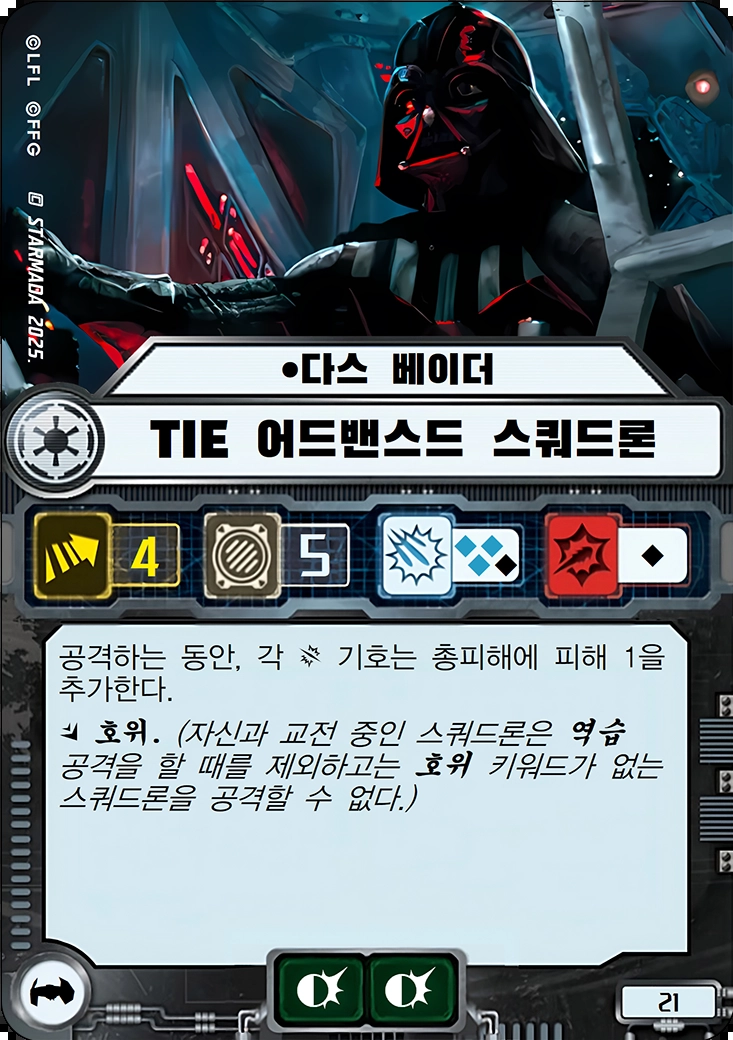 ©LFL ©FFG STARMADA 2025.
•다스 베이더
TIE 어드밴스드 스쿼드론
4 5
공격하는 동안, 각 기호는 총피해에 피해 1을
추가한다.
호위. (자신과 교전 중인 스쿼드론은 역습
공격을 할 때를 제외하고는 호위 키워드가 없는
스쿼드론을 공격할 수 없다.)
21